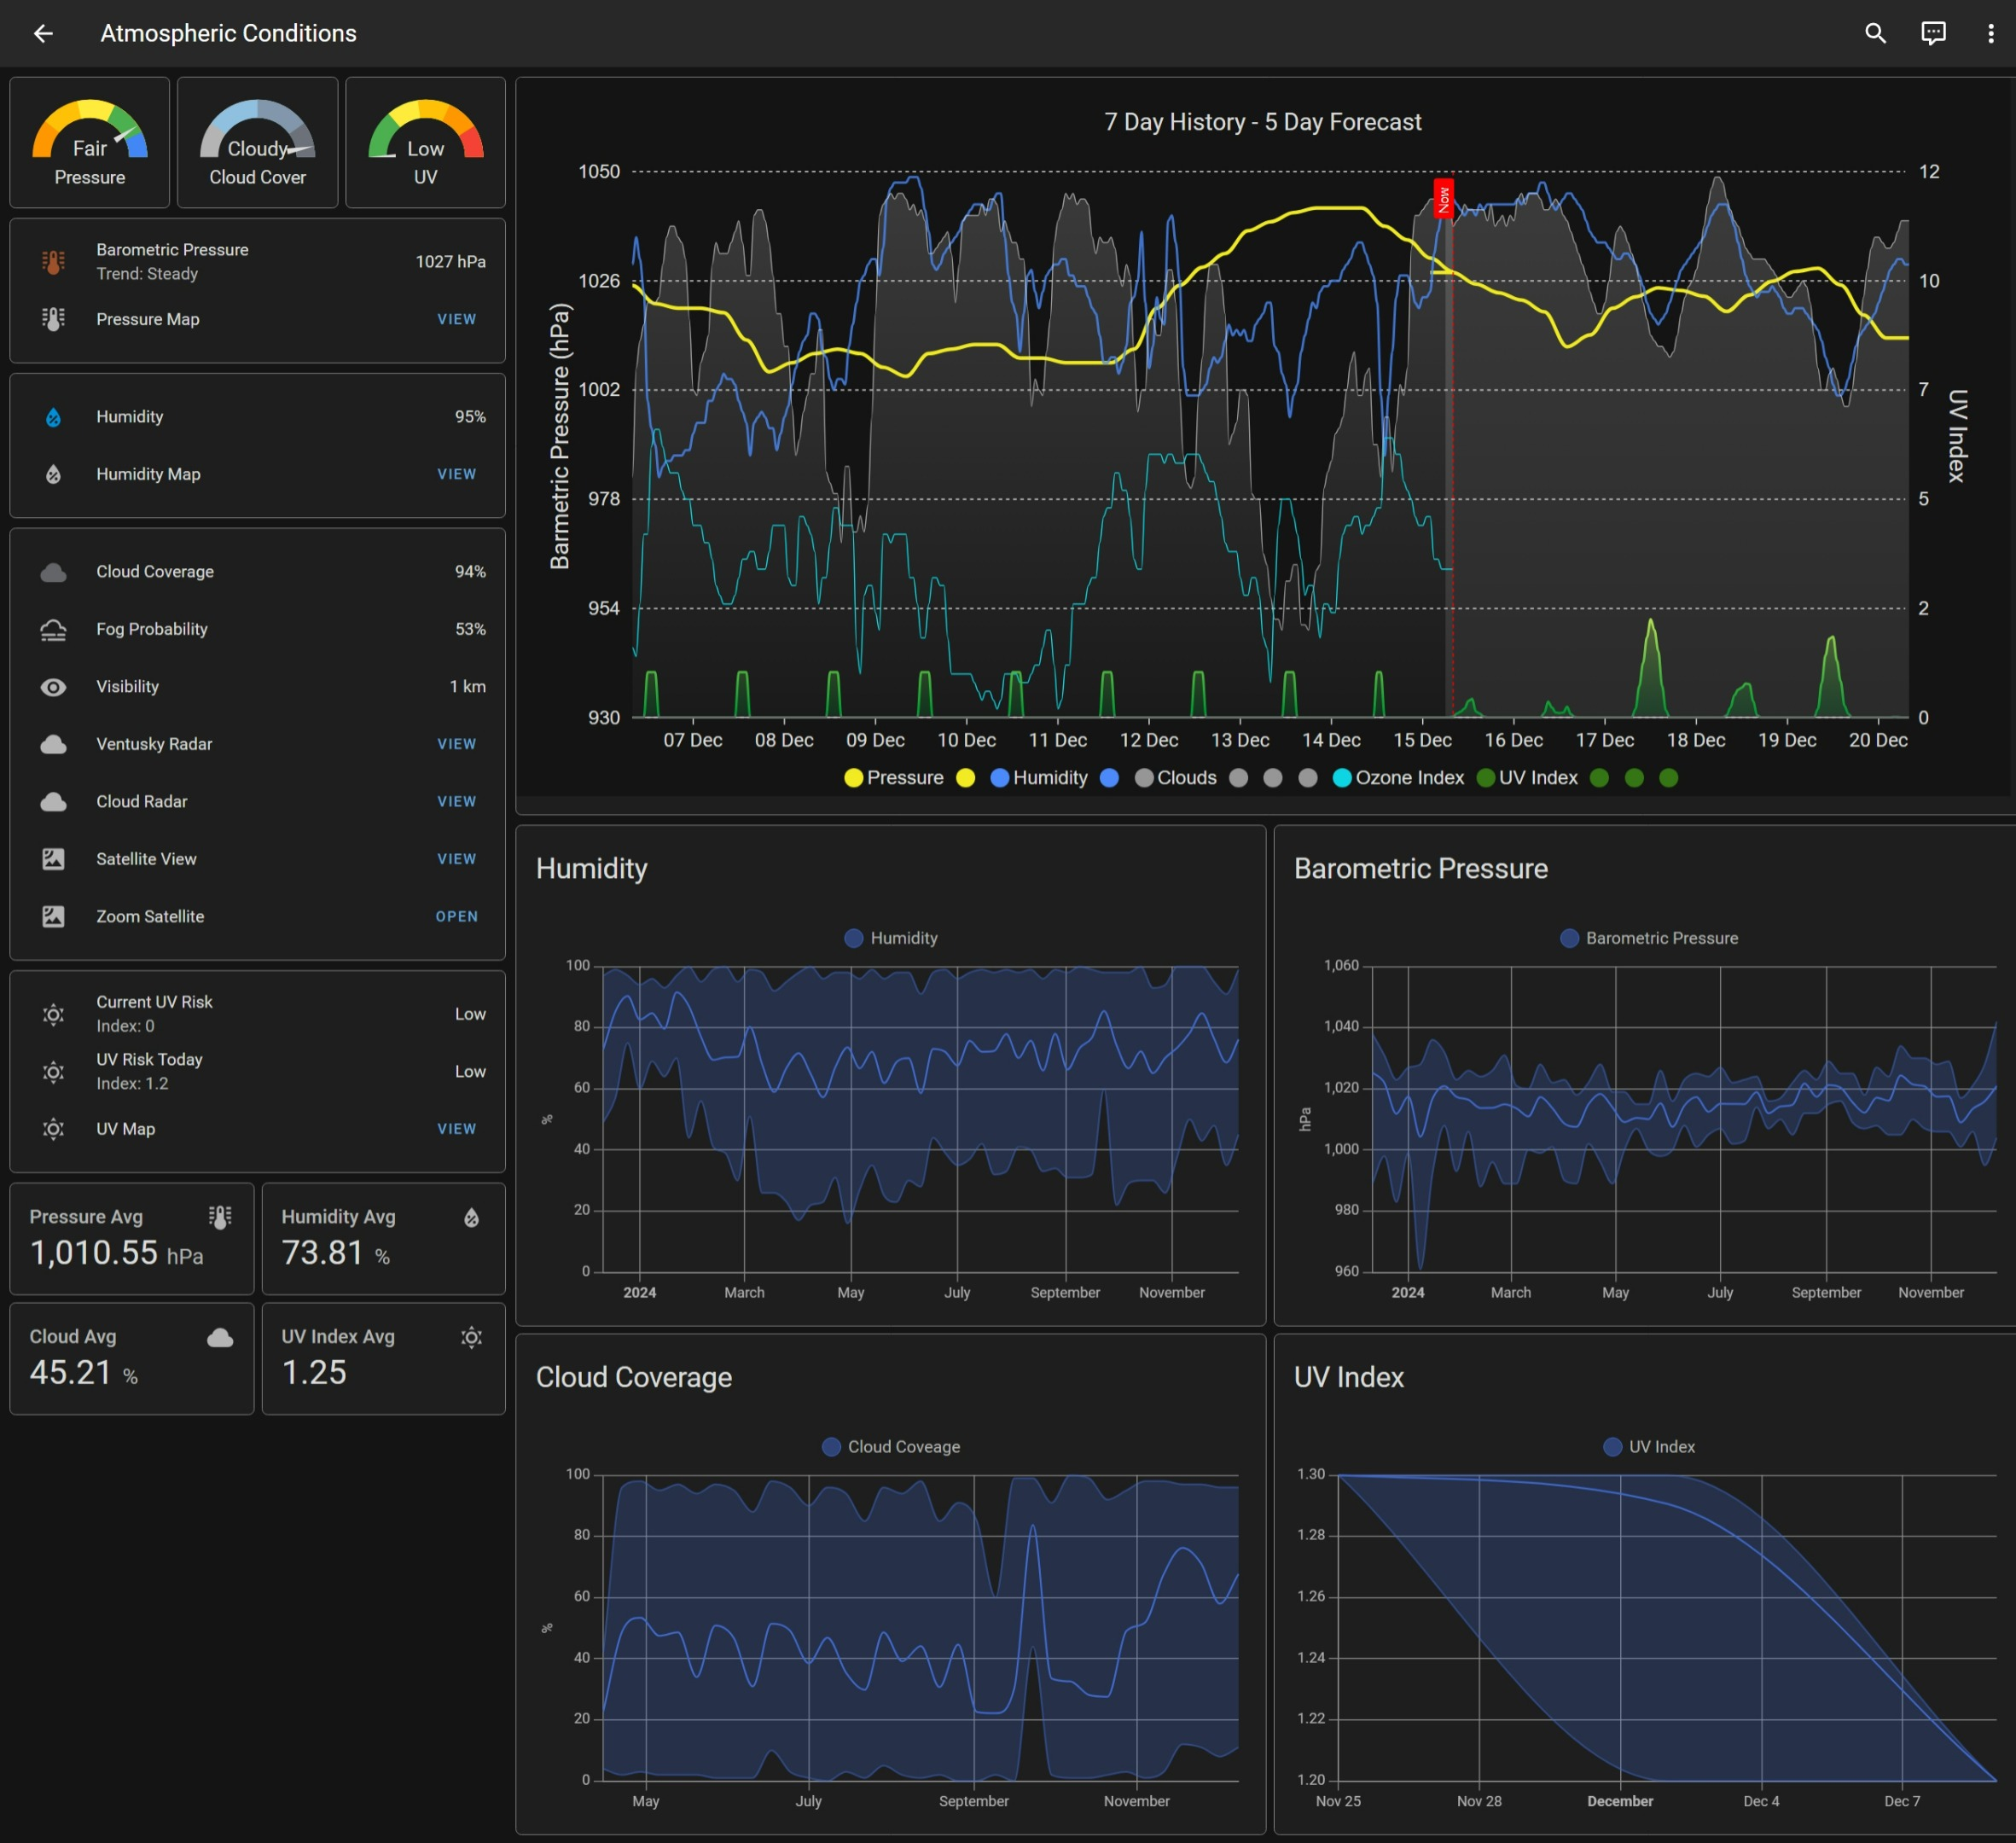 Atmospheric Conditions
Fair
Pressure
Cloudy
Cloud Cover
Low
UV
Barometric Pressure
Trend: Steady
1027 hPa
Pressure Map
VIEW
Humidity
95%
Humidity Map
VIEW
Cloud Coverage
94%
Fog Probability
53%
Visibility
1 km
Ventusky Radar
VIEW
Cloud Radar
VIEW
Satellite View
VIEW
Zoom Satellite
OPEN
Current UV Risk
Index: 0
Low
UV Risk Today
Index: 1.2
Low
UV Map
VIEW
Pressure Avg
1,010.55 hPa
Humidity Avg
73.81 %
Cloud Avg
45.21 %
UV Index Avg
1.25
7 Day History - 5 Day Forecast
Barmetric Pressure (hPa)
1050
1026
1002
978
954
930
NOW
12
10
7
5
2
0
UV Index
07 Dec 08 Dec 09 Dec 10 Dec 11 Dec 12 Dec 13 Dec 14 Dec 15 Dec 16 Dec 17 Dec 18 Dec 19 Dec 20 Dec
Pressure Humidity Clouds Ozone Index UV Index
Humidity
Humidity
100
80
60
40
20
0
%
2024 March May July September November
Barometric Pressure
Barometric Pressure
1,060
1,040
1,020
1,000
980
960
hPa
2024 March May July September November
Cloud Coverage
Cloud Coveage
100
80
60
40
20
0
%
May July September November
UV Index
UV Index
1.30
1.28
1.26
1.24
1.22
1.20
Nov 25 Nov 28 December Dec 4 Dec 7